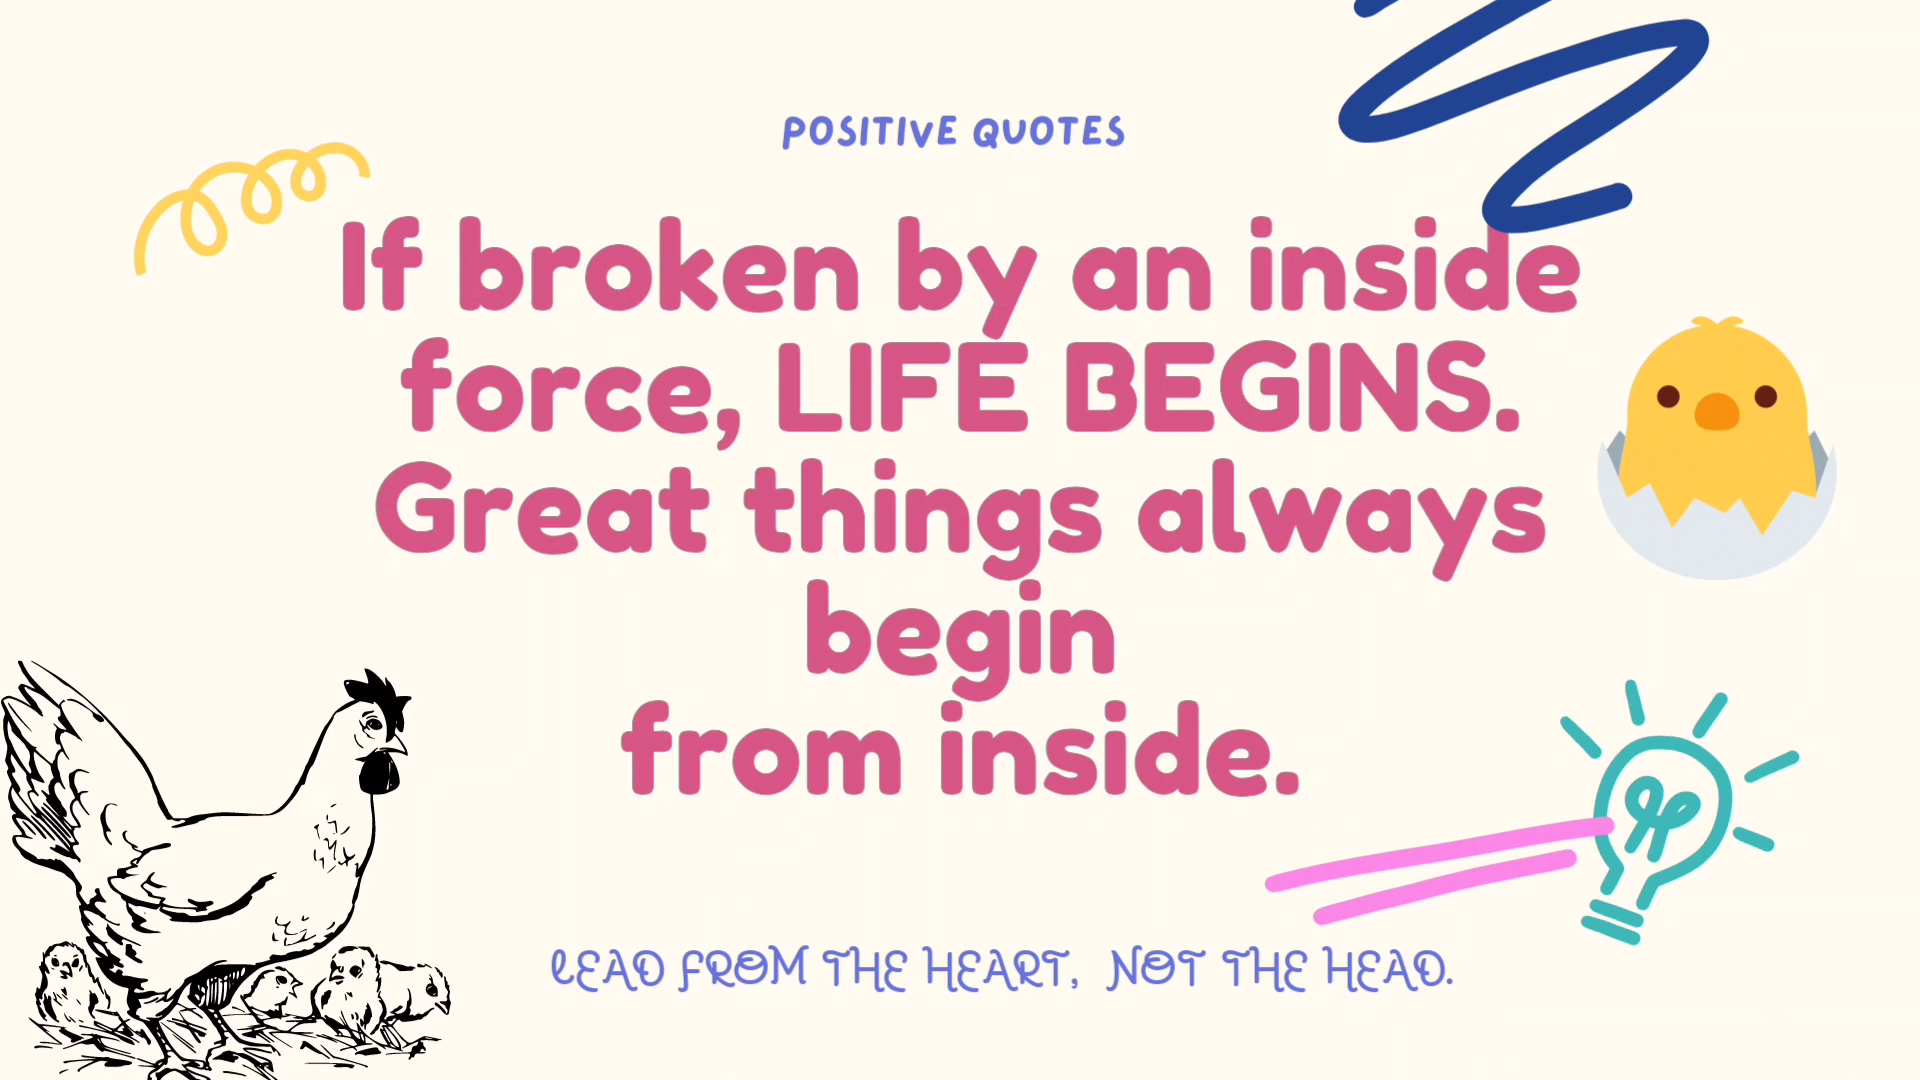 POSITIVE QUOTES
If broken by an inside
force, LIFE BEGINS.
Great things always
begin
from inside.
LEAD FROM THE HEART, NOT THE HEAD.